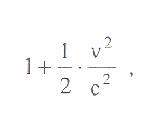 1 + 1/2 · v²/c² ,